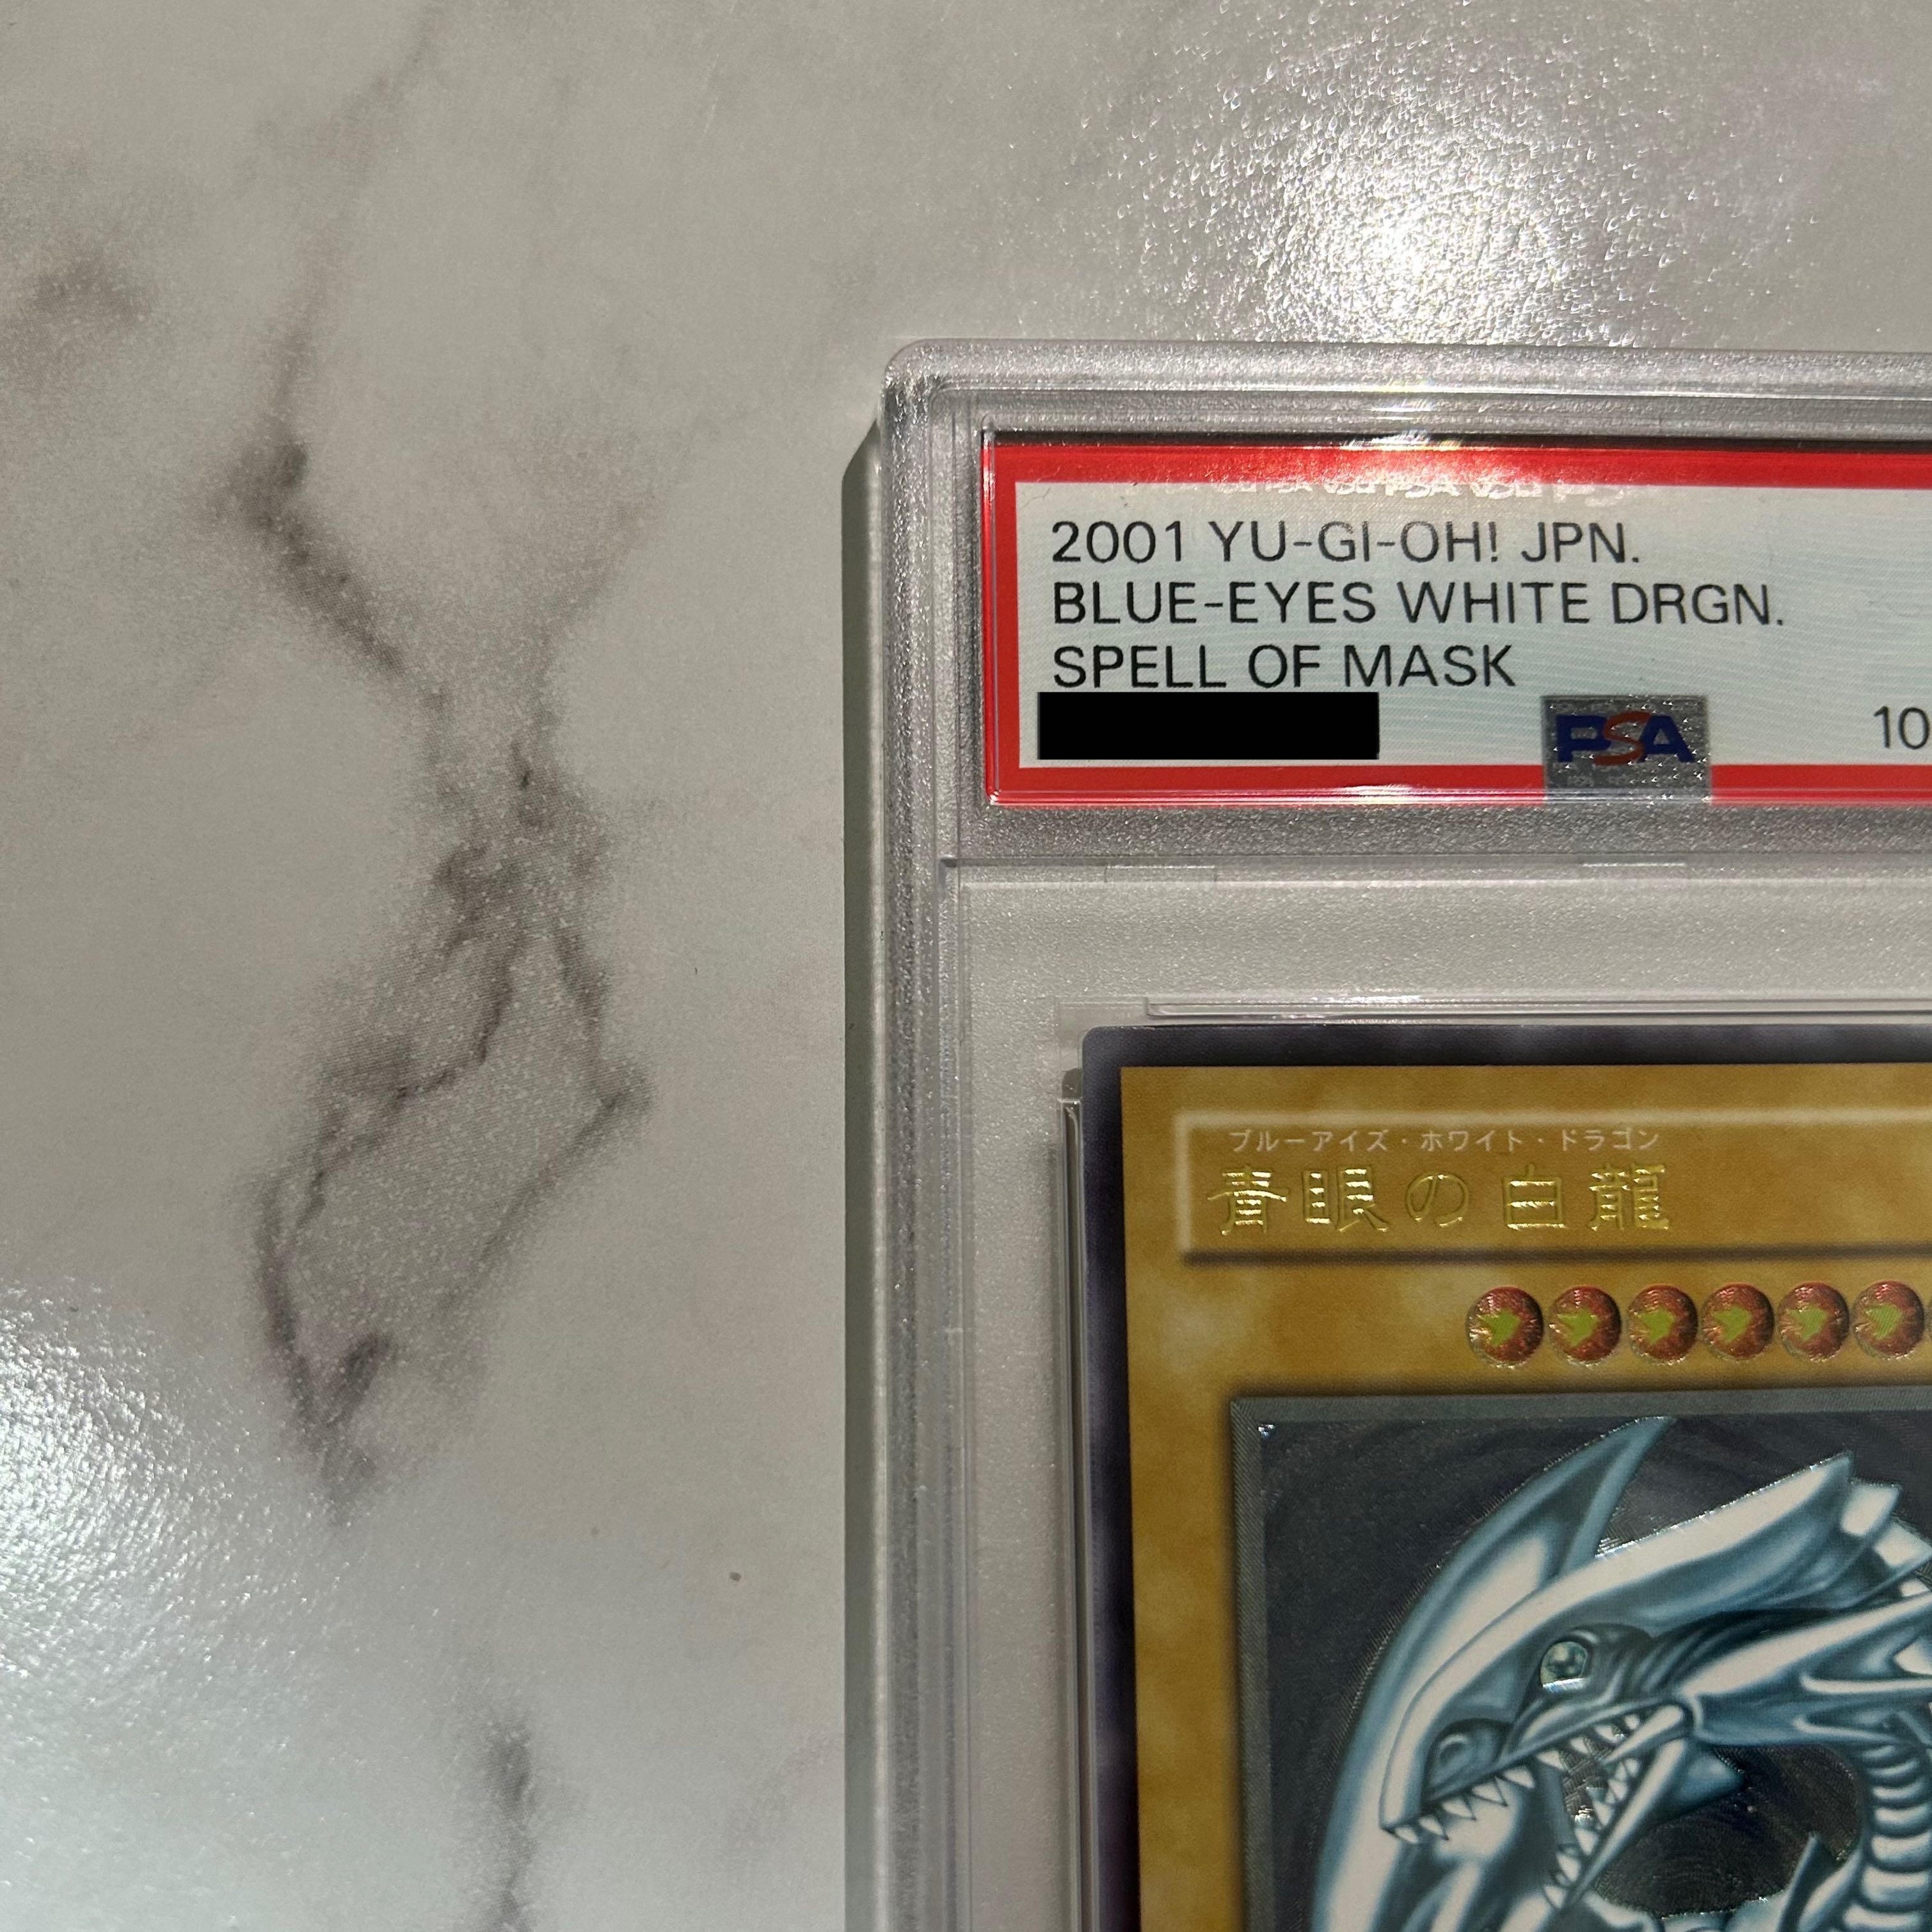 2001 YU-GI-OH! JPN.
BLUE-EYES WHITE DRGN.
SPELL OF MASK
PSA
10
ブルーアイズ・ホワイト・ドラゴン
青眼の白龍